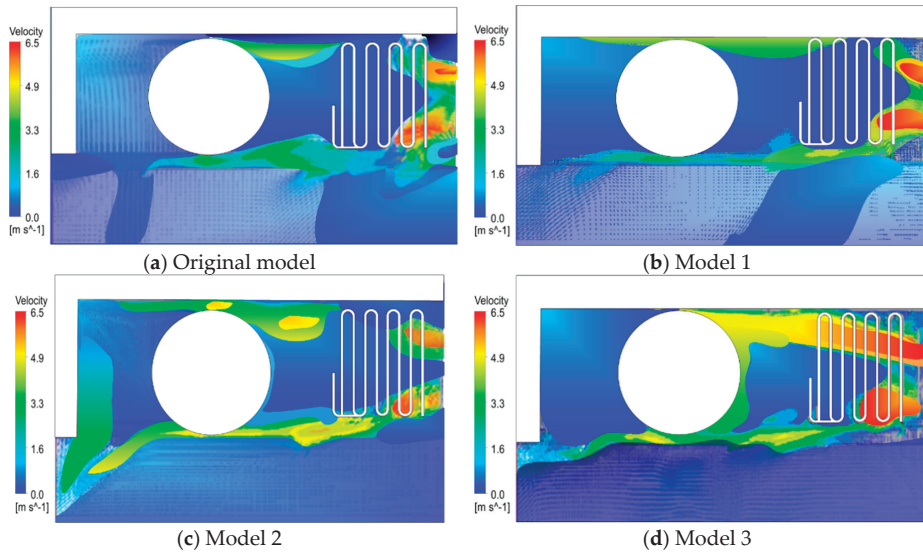 Velocity
6.5
4.9
3.3
1.6
0.0
[m s^-1]
(a) Original model
Velocity
6.5
4.9
3.3
1.6
0.0
[m s^-1]
(b) Model 1
Velocity
6.5
4.9
3.3
1.6
0.0
[m s^-1]
(c) Model 2
Velocity
6.5
4.9
3.3
1.6
0.0
[m s^-1]
(d) Model 3